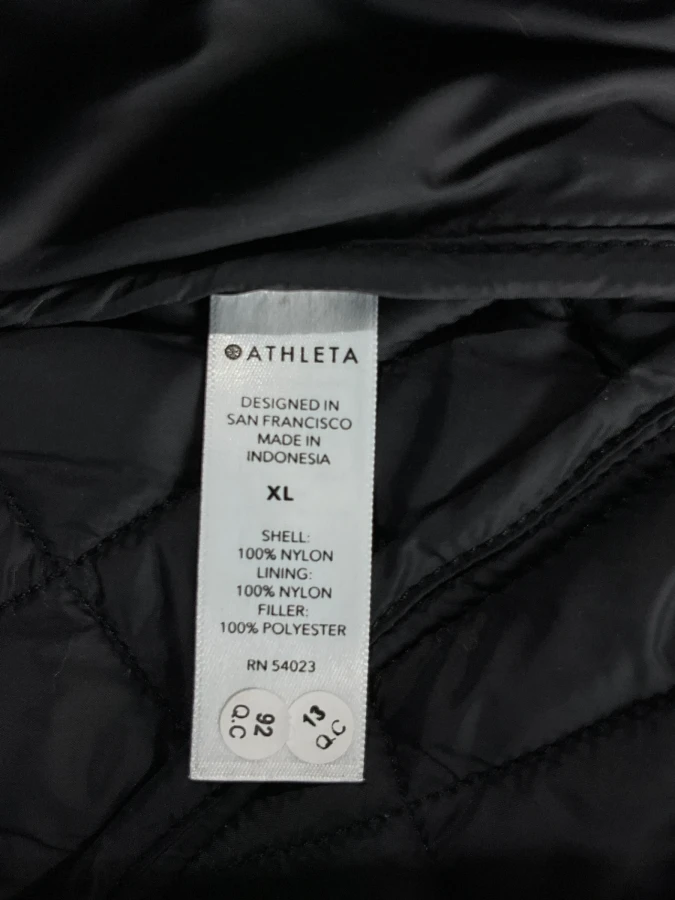 ATHLETA
DESIGNED IN
SAN FRANCISCO
MADE IN
INDONESIA
XL
SHELL:
100% NYLON
LINING:
100% NYLON
FILLER:
100% POLYESTER
RN 54023
92
Q.C
13
Q.C